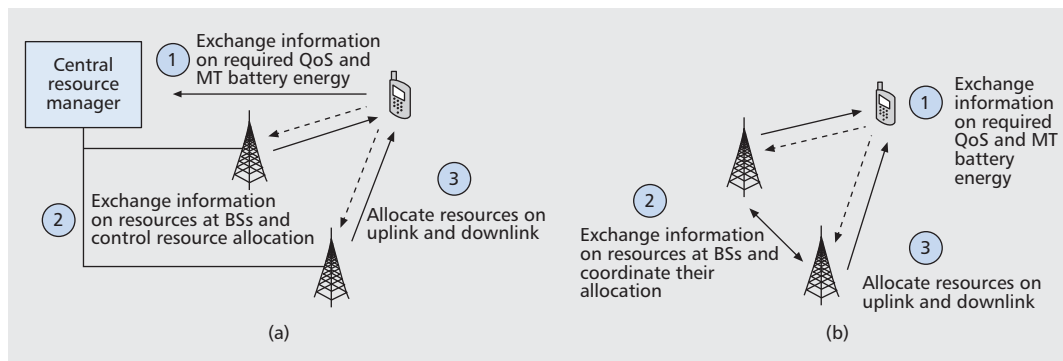 Central
resource
manager
1
Exchange information
on required QoS and
MT battery energy
2
Exchange information
on resources at BSs and
control resource allocation
3
Allocate resources on
uplink and downlink
(a)
1
Exchange
information
on required
QoS and MT
battery
energy
2
Exchange information
on resources at BSs and
coordinate their
allocation
3
Allocate resources on
uplink and downlink
(b)